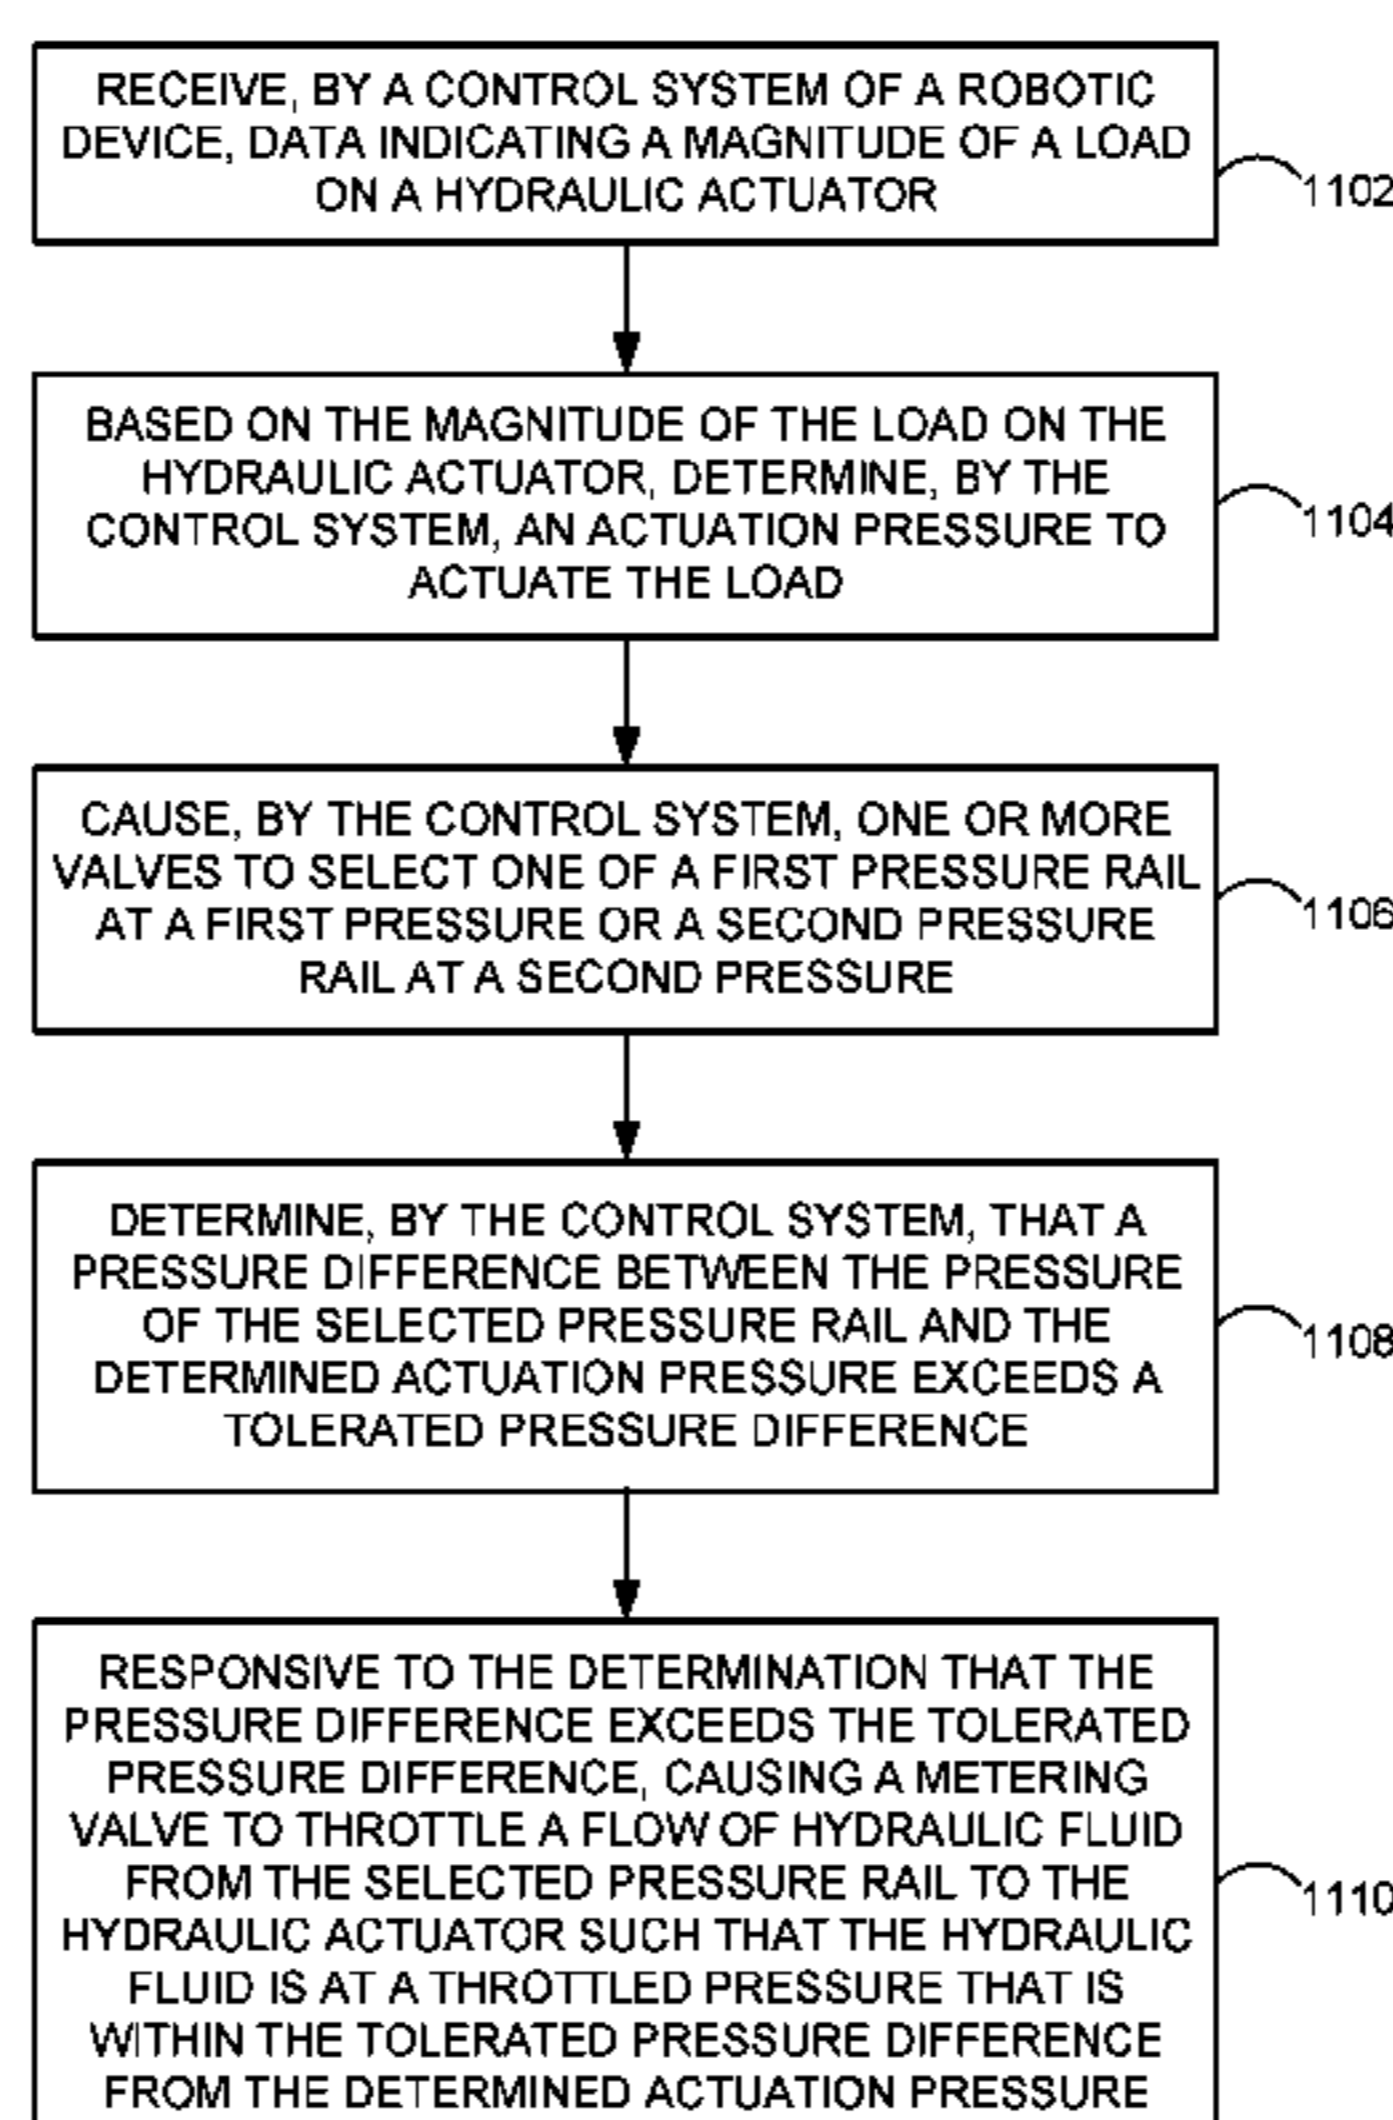 RECEIVE, BY A CONTROL SYSTEM OF A ROBOTIC
DEVICE, DATA INDICATING A MAGNITUDE OF A LOAD
ON A HYDRAULIC ACTUATOR
1102
BASED ON THE MAGNITUDE OF THE LOAD ON THE
HYDRAULIC ACTUATOR, DETERMINE, BY THE
CONTROL SYSTEM, AN ACTUATION PRESSURE TO
ACTUATE THE LOAD
1104
CAUSE, BY THE CONTROL SYSTEM, ONE OR MORE
VALVES TO SELECT ONE OF A FIRST PRESSURE RAIL
AT A FIRST PRESSURE OR A SECOND PRESSURE
RAIL AT A SECOND PRESSURE
1106
DETERMINE, BY THE CONTROL SYSTEM, THAT A
PRESSURE DIFFERENCE BETWEEN THE PRESSURE
OF THE SELECTED PRESSURE RAIL AND THE
DETERMINED ACTUATION PRESSURE EXCEEDS A
TOLERATED PRESSURE DIFFERENCE
1108
RESPONSIVE TO THE DETERMINATION THAT THE
PRESSURE DIFFERENCE EXCEEDS THE TOLERATED
PRESSURE DIFFERENCE, CAUSING A METERING
VALVE TO THROTTLE A FLOW OF HYDRAULIC FLUID
FROM THE SELECTED PRESSURE RAIL TO THE
HYDRAULIC ACTUATOR SUCH THAT THE HYDRAULIC
FLUID IS AT A THROTTLED PRESSURE THAT IS
WITHIN THE TOLERATED PRESSURE DIFFERENCE
FROM THE DETERMINED ACTUATION PRESSURE
1110